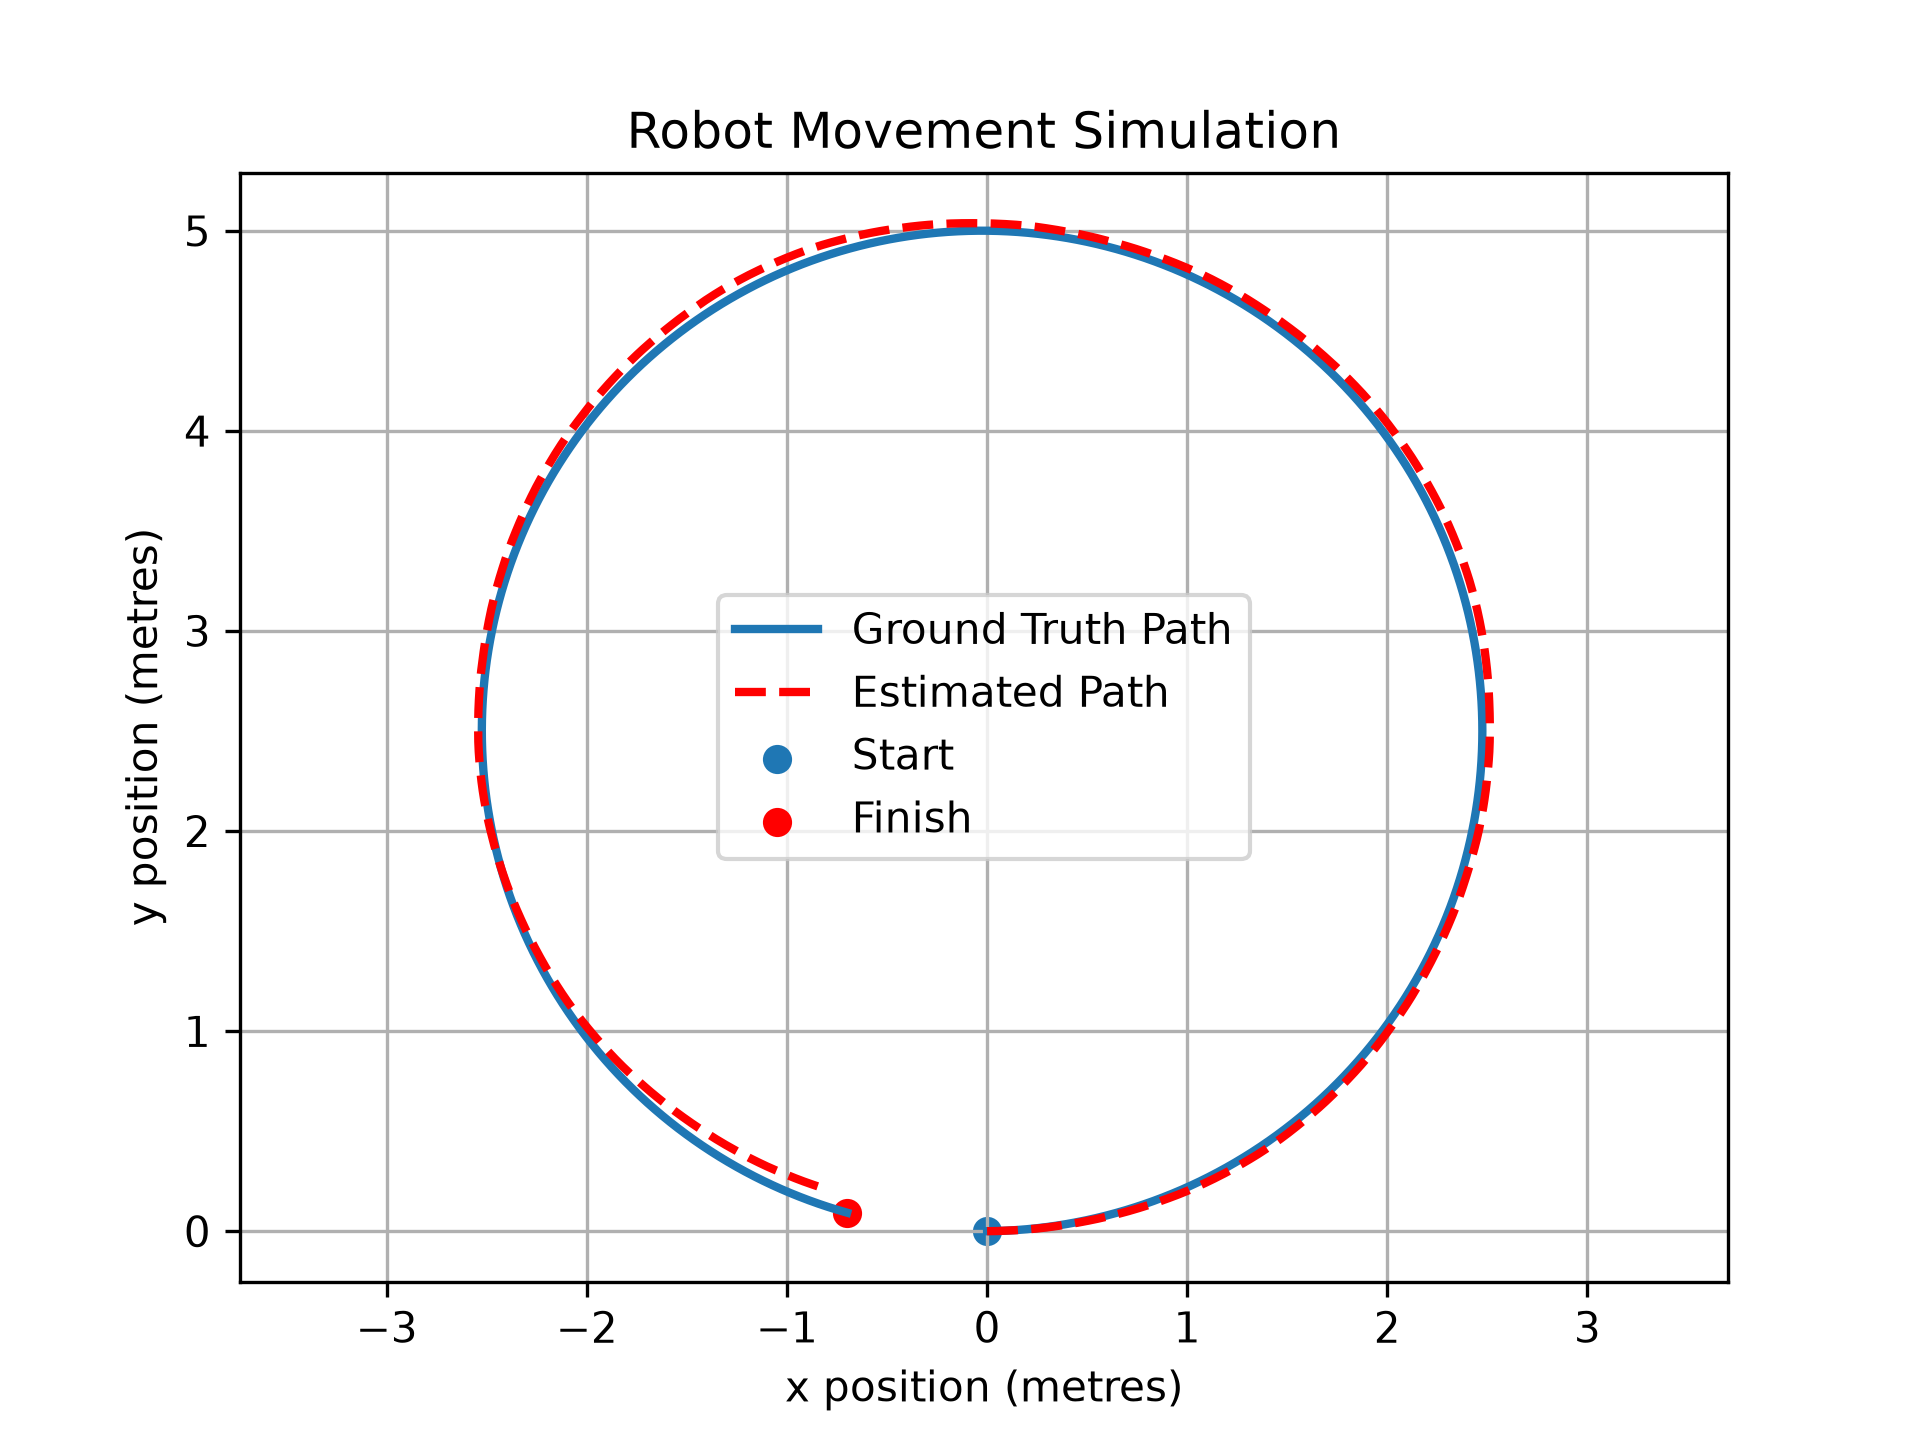 Robot Movement Simulation
5
4
3
2
1
0
y position (metres)
Ground Truth Path
Estimated Path
Start
Finish
−3 −2 −1 0 1 2 3
x position (metres)